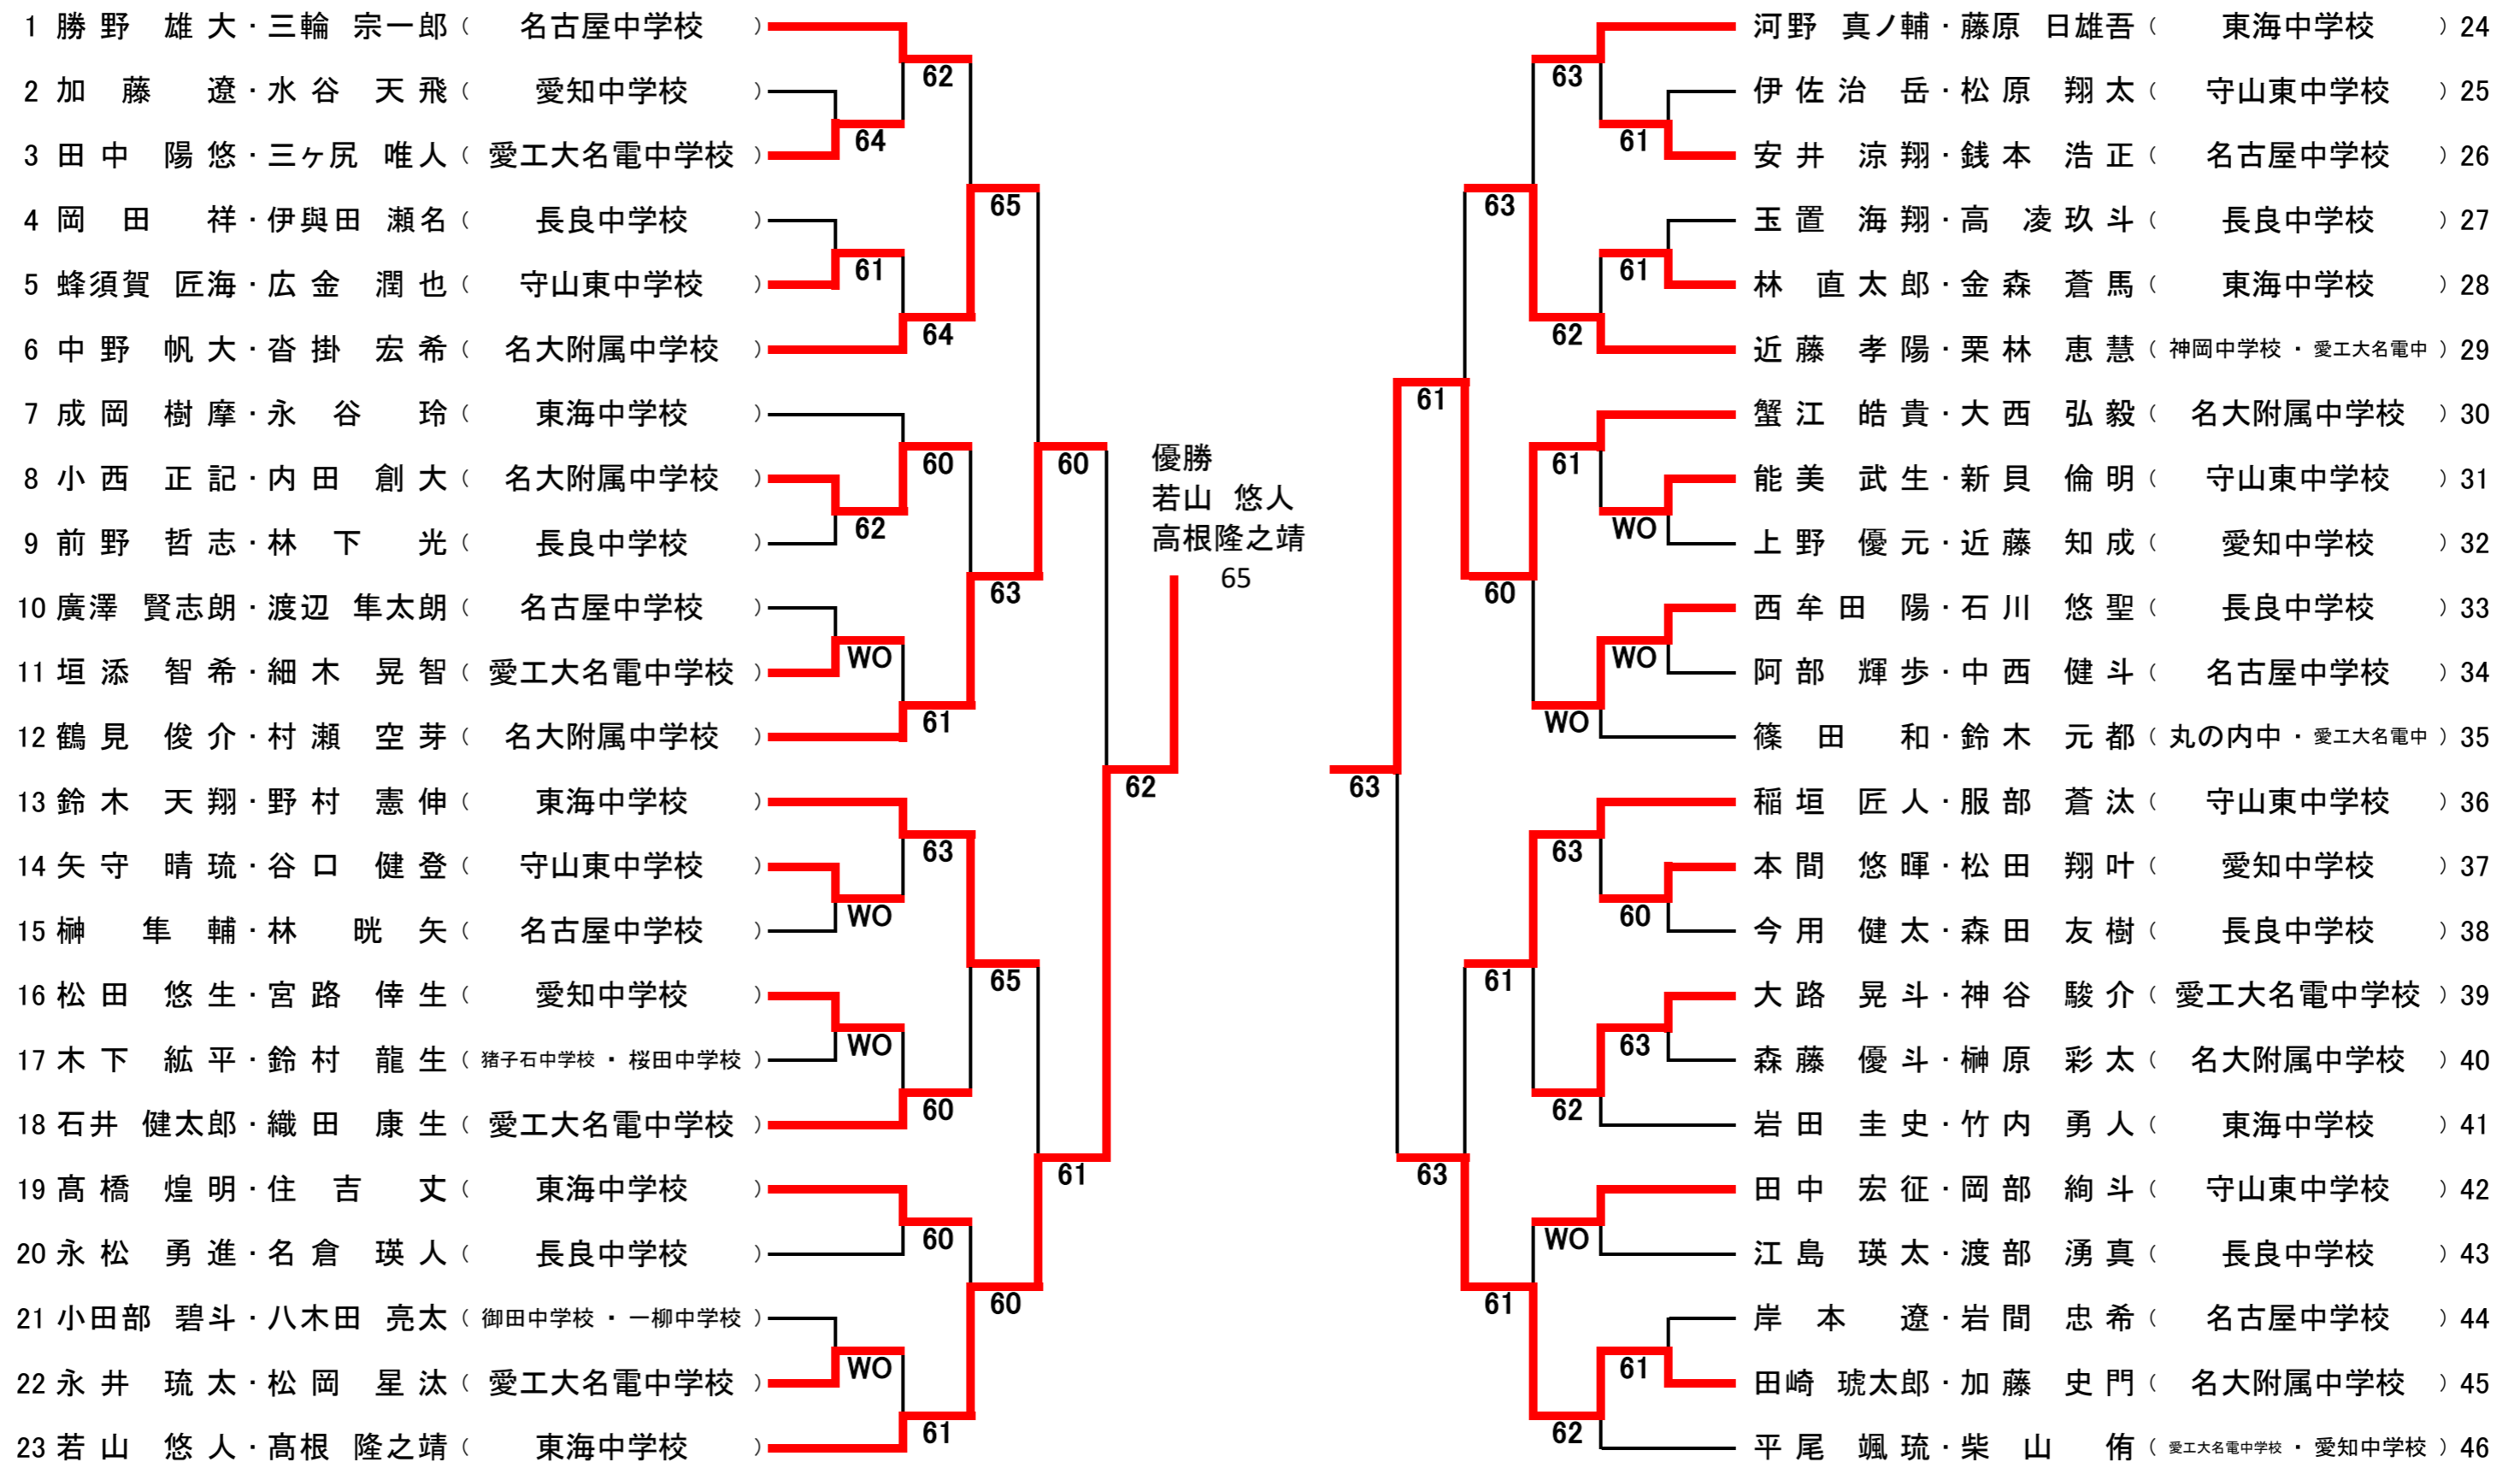 1 勝野 雄大・三輪 宗一郎 ( 名古屋中学校 )
2 加藤 遼・水谷 天飛 ( 愛知中学校 )
3 田中 陽悠・三ヶ尻 唯人 ( 愛工大名電中学校 )
4 岡田 祥・伊與田 瀬名 ( 長良中学校 )
5 蜂須賀 匠海・広金 潤也 ( 守山東中学校 )
6 中野 帆大・沓掛 宏希 ( 名大附属中学校 )
7 成岡 樹摩・永谷 玲 ( 東海中学校 )
8 小西 正記・内田 創大 ( 名大附属中学校 )
9 前野 哲志・林下 光 ( 長良中学校 )
10 廣澤 賢志朗・渡辺 隼太朗 ( 名古屋中学校 )
11 垣添 智希・細木 晃智 ( 愛工大名電中学校 )
12 鶴見 俊介・村瀬 空芽 ( 名大附属中学校 )
13 鈴木 天翔・野村 憲伸 ( 東海中学校 )
14 矢守 晴琉・谷口 健登 ( 守山東中学校 )
15 榊 隼輔・林 晄矢 ( 名古屋中学校 )
16 松田 悠生・宮路 倖生 ( 愛知中学校 )
17 木下 紘平・鈴村 龍生 ( 猪子石中学校 ・ 桜田中学校 )
18 石井 健太郎・織田 康生 ( 愛工大名電中学校 )
19 髙橋 煌明・住吉 丈 ( 東海中学校 )
20 永松 勇進・名倉 瑛人 ( 長良中学校 )
21 小田部 碧斗・八木田 亮太 ( 御田中学校 ・ 一柳中学校 )
22 永井 琉太・松岡 星汰 ( 愛工大名電中学校 )
23 若山 悠人・髙根 隆之靖 ( 東海中学校 )
64
61
62
WO
WO
WO
WO
62
64
60
61
63
60
60
61
65
63
65
60
60
61
62
優勝
若山 悠人
高根隆之靖
65
63
61
63
63
60
61
61
63
62
61
WO
63
62
WO
62
61
61
WO
WO
60
63
61
河野 真ノ輔・藤原 日雄吾 ( 東海中学校 ) 24
伊佐治 岳・松原 翔太 ( 守山東中学校 ) 25
安井 涼翔・銭本 浩正 ( 名古屋中学校 ) 26
玉置 海翔・高 凌玖斗 ( 長良中学校 ) 27
林 直太郎・金森 蒼馬 ( 東海中学校 ) 28
近藤 孝陽・栗林 恵慧 ( 神岡中学校 ・ 愛工大名電中 ) 29
蟹江 皓貴・大西 弘毅 ( 名大附属中学校 ) 30
能美 武生・新貝 倫明 ( 守山東中学校 ) 31
上野 優元・近藤 知成 ( 愛知中学校 ) 32
西牟田 陽・石川 悠聖 ( 長良中学校 ) 33
阿部 輝歩・中西 健斗 ( 名古屋中学校 ) 34
篠田 和・鈴木 元都 ( 丸の内中 ・ 愛工大名電中 ) 35
稲垣 匠人・服部 蒼汰 ( 守山東中学校 ) 36
本間 悠暉・松田 翔叶 ( 愛知中学校 ) 37
今用 健太・森田 友樹 ( 長良中学校 ) 38
大路 晃斗・神谷 駿介 ( 愛工大名電中学校 ) 39
森藤 優斗・榊原 彩太 ( 名大附属中学校 ) 40
岩田 圭史・竹内 勇人 ( 東海中学校 ) 41
田中 宏征・岡部 絢斗 ( 守山東中学校 ) 42
江島 瑛太・渡部 湧真 ( 長良中学校 ) 43
岸本 遼・岩間 忠希 ( 名古屋中学校 ) 44
田崎 琥太郎・加藤 史門 ( 名大附属中学校 ) 45
平尾 颯琉・柴山 侑 ( 愛工大名電中学校 ・ 愛知中学校 ) 46